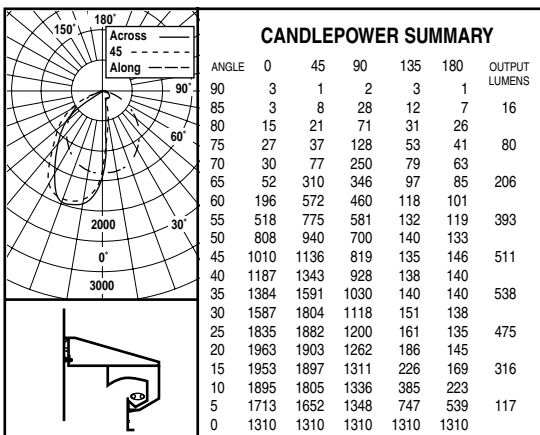 180°
150°
Across
45
Along
90°
60°
2000
30°
0°
3000
CANDLEPOWER SUMMARY
ANGLE 0 45 90 135 180 OUTPUT LUMENS
90 3 1 2 3 1
85 3 8 28 12 7 16
80 15 21 71 31 26
75 27 37 128 53 41 80
70 30 77 250 79 63
65 52 310 346 97 85 206
60 196 572 460 118 101
55 518 775 581 132 119 393
50 808 940 700 140 133
45 1010 1136 819 135 146 511
40 1187 1343 928 138 140
35 1384 1591 1030 140 140 538
30 1587 1804 1118 151 138
25 1835 1882 1200 161 135 475
20 1963 1903 1262 186 145
15 1953 1897 1311 226 169 316
10 1895 1805 1336 385 223
5 1713 1652 1348 747 539 117
0 1310 1310 1310 1310 1310